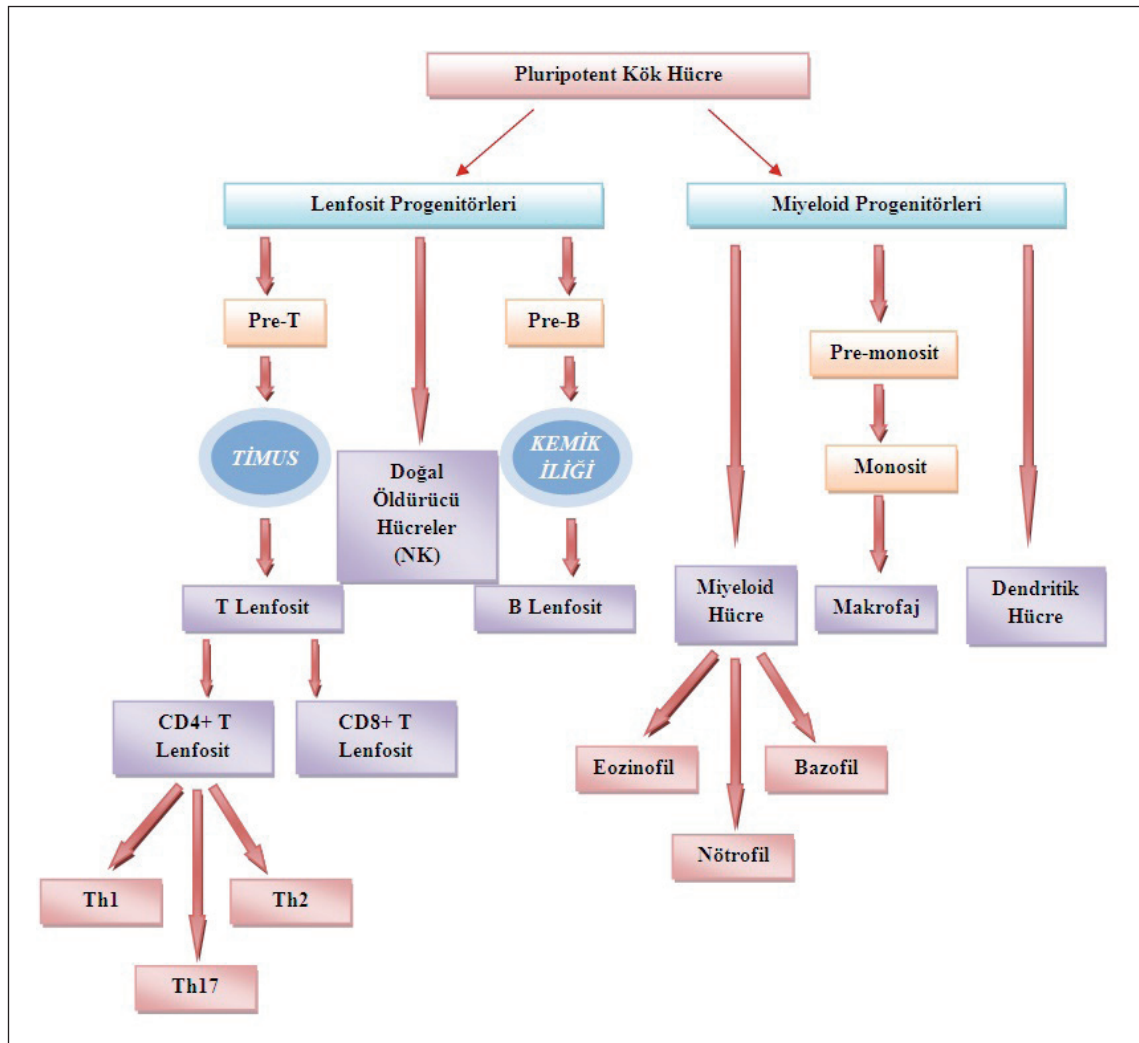 Pluripotent Kök Hücre
Lenfosit Progenitörleri
Miyeloid Progenitörleri
Pre-T
Pre-B
Pre-monosit
TİMUS
KEMİK
İLİĞİ
Monosit
Doğal
Öldürücü
Hücreler
(NK)
T Lenfosit
B Lenfosit
Miyeloid
Hücre
Makrofaj
Dendritik
Hücre
CD4+ T
Lenfosit
CD8+ T
Lenfosit
Eozinofil
Bazofil
Nötrofil
Th1
Th2
Th17